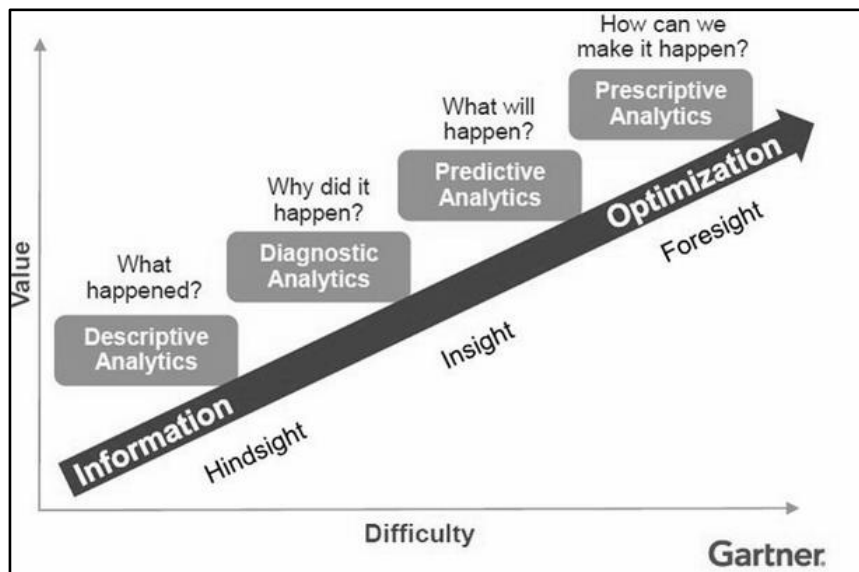 How can we
make it happen?
Prescriptive
Analytics
What will
happen?
Predictive
Analytics
Why did it
happen?
Diagnostic
Analytics
What
happened?
Descriptive
Analytics
Value
Information
Optimization
Hindsight
Insight
Foresight
Difficulty
Gartner.